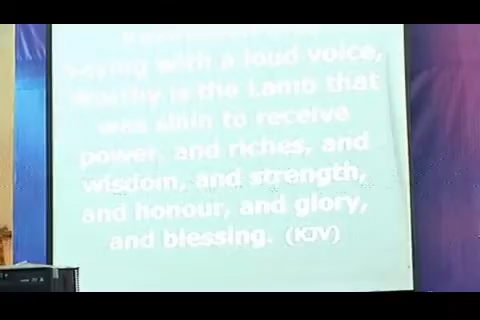 Saying with a loud voice,
Worthy is the Lamb that
was slain to receive
power, and riches, and
wisdom, and strength,
and honour, and glory,
and blessing. (KJV)